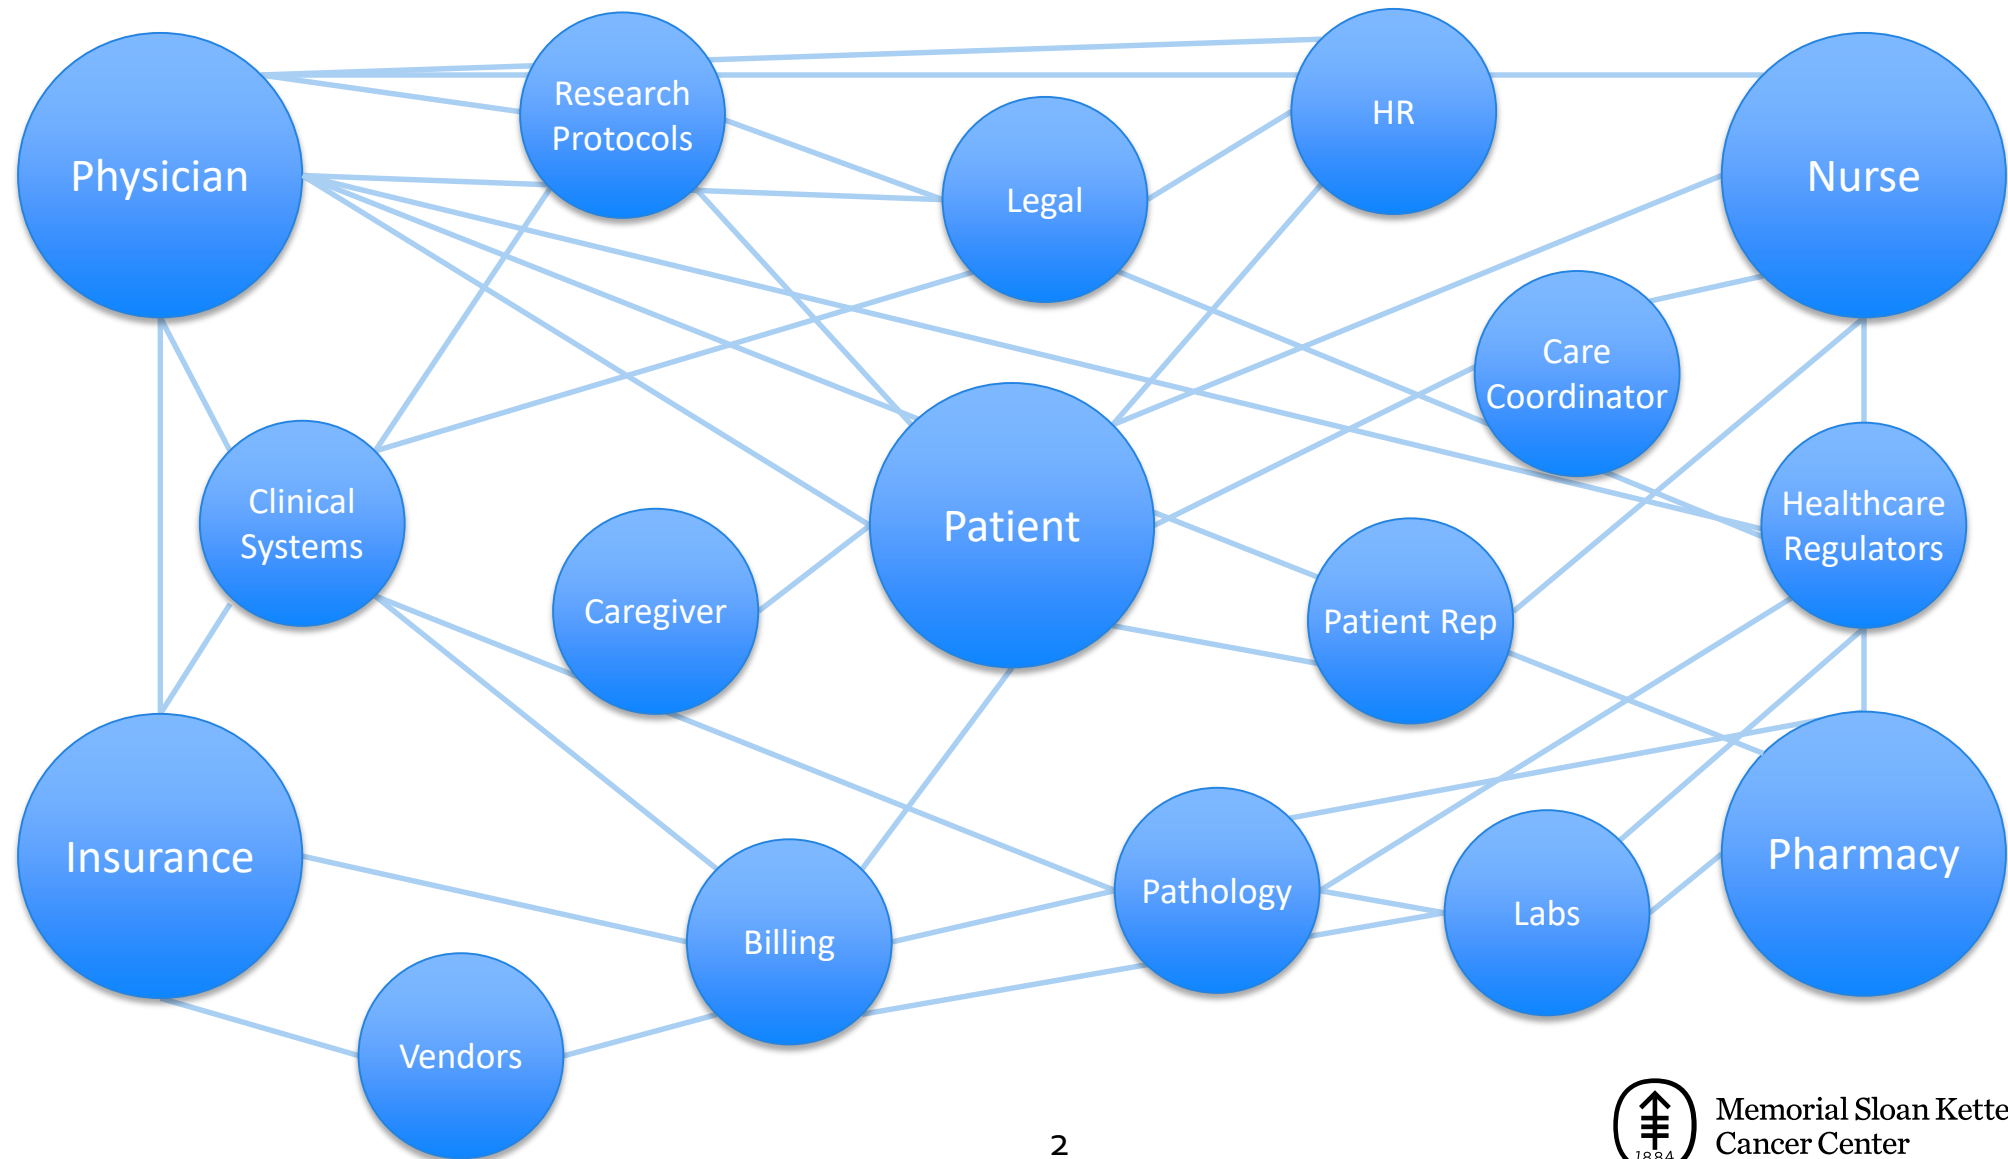 Physician
Research
Protocols
Legal
HR
Nurse
Care
Coordinator
Clinical
Systems
Caregiver
Patient
Patient Rep
Healthcare
Regulators
Insurance
Billing
Pathology
Labs
Pharmacy
Vendors
2
1884
Memorial Sloan Kette
Cancer Center